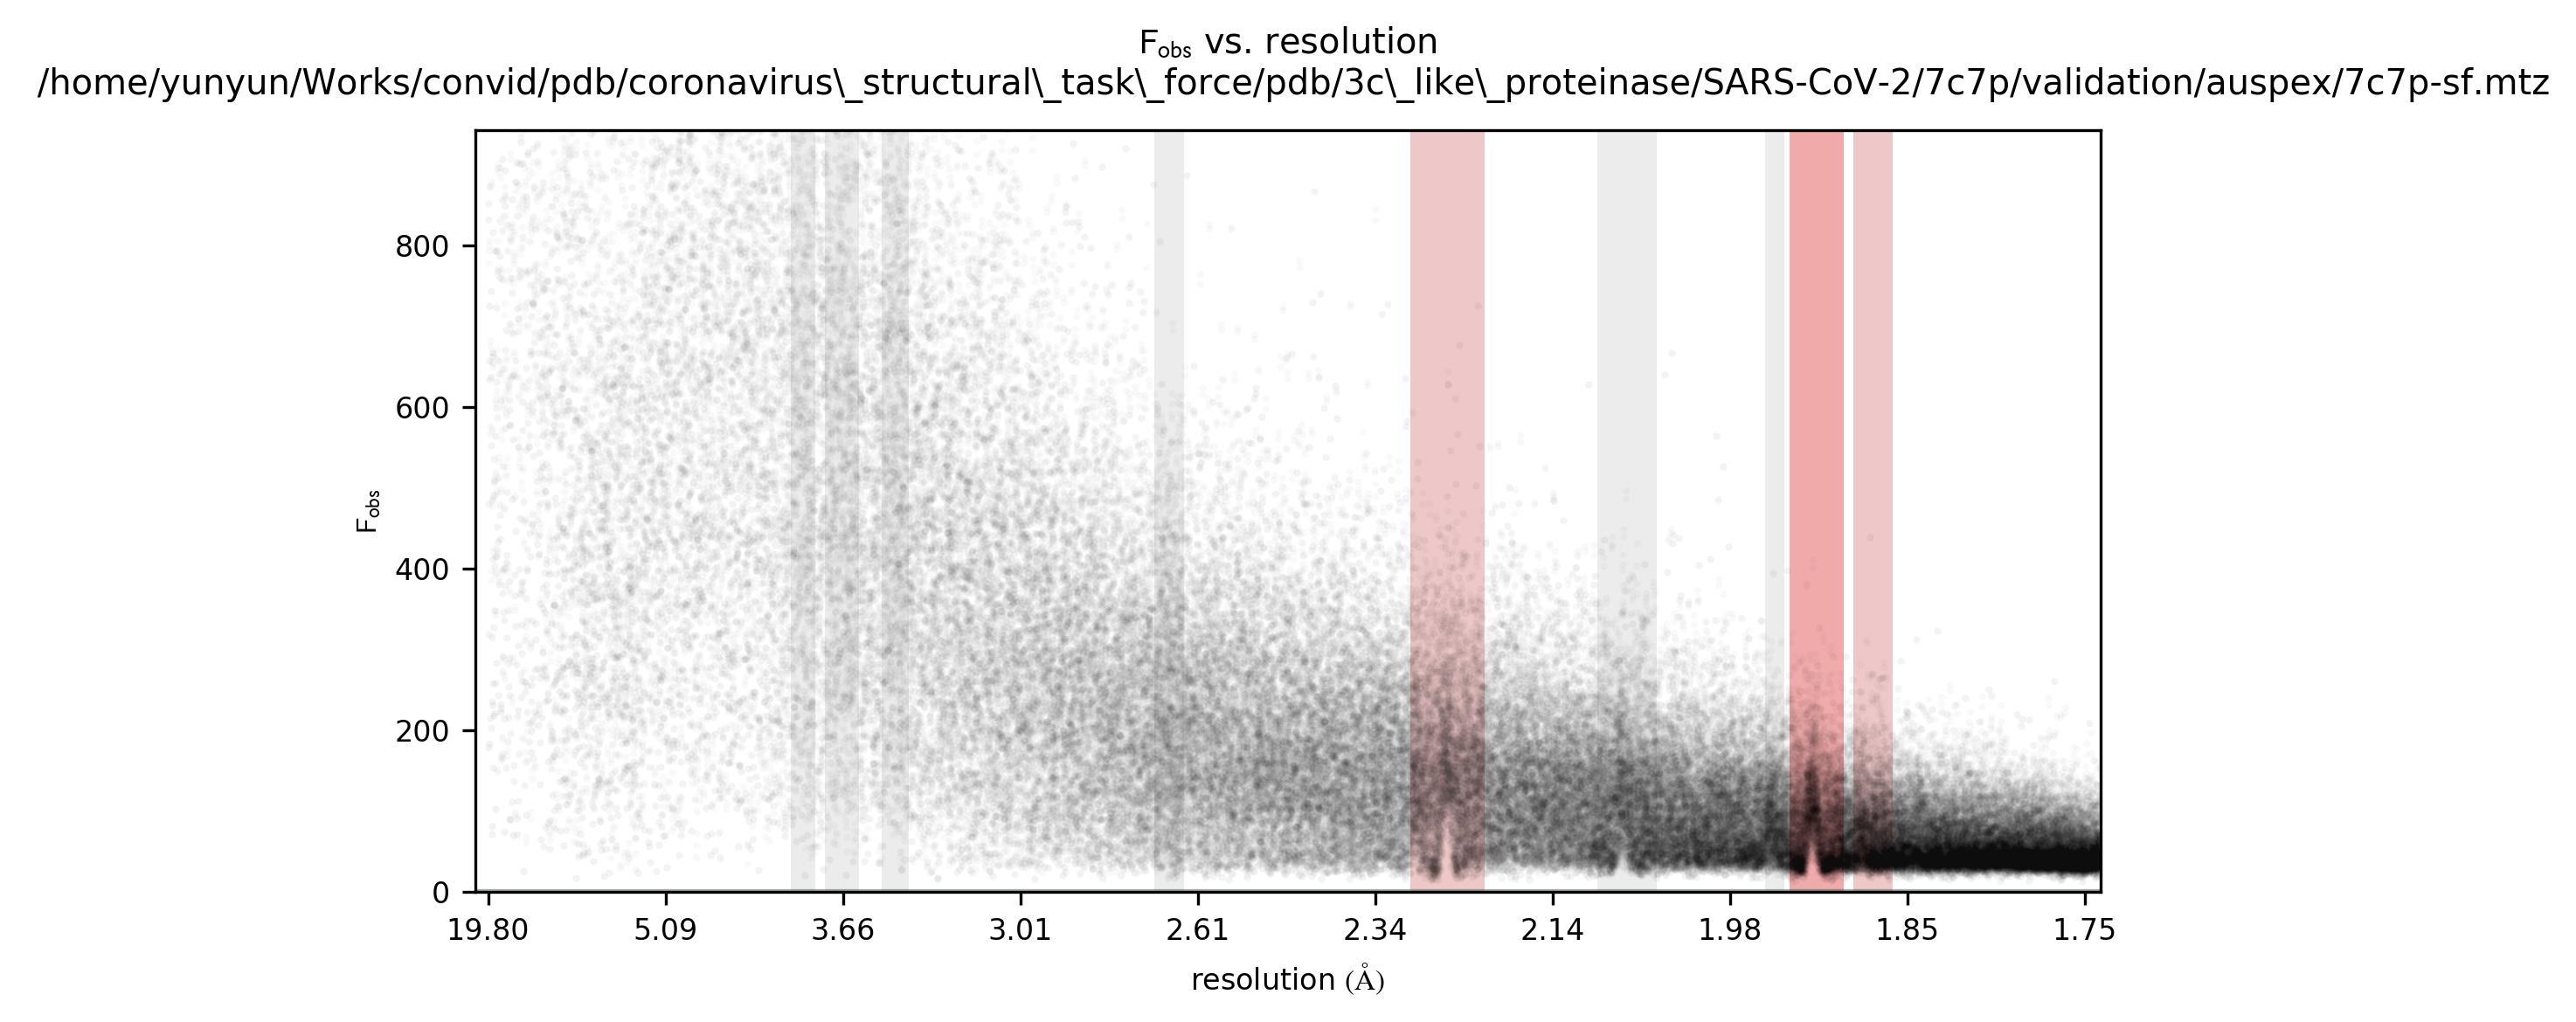 Fobs vs. resolution
/home/yunyun/Works/convid/pdb/coronavirus\_structural\_task\_force/pdb/3c\_like\_proteinase/SARS-CoV-2/7c7p/validation/auspex/7c7p-sf.mtz
800
600
Fobs
400
200
0
19.80 5.09 3.66 3.01 2.61 2.34 2.14 1.98 1.85 1.75
resolution (Å)